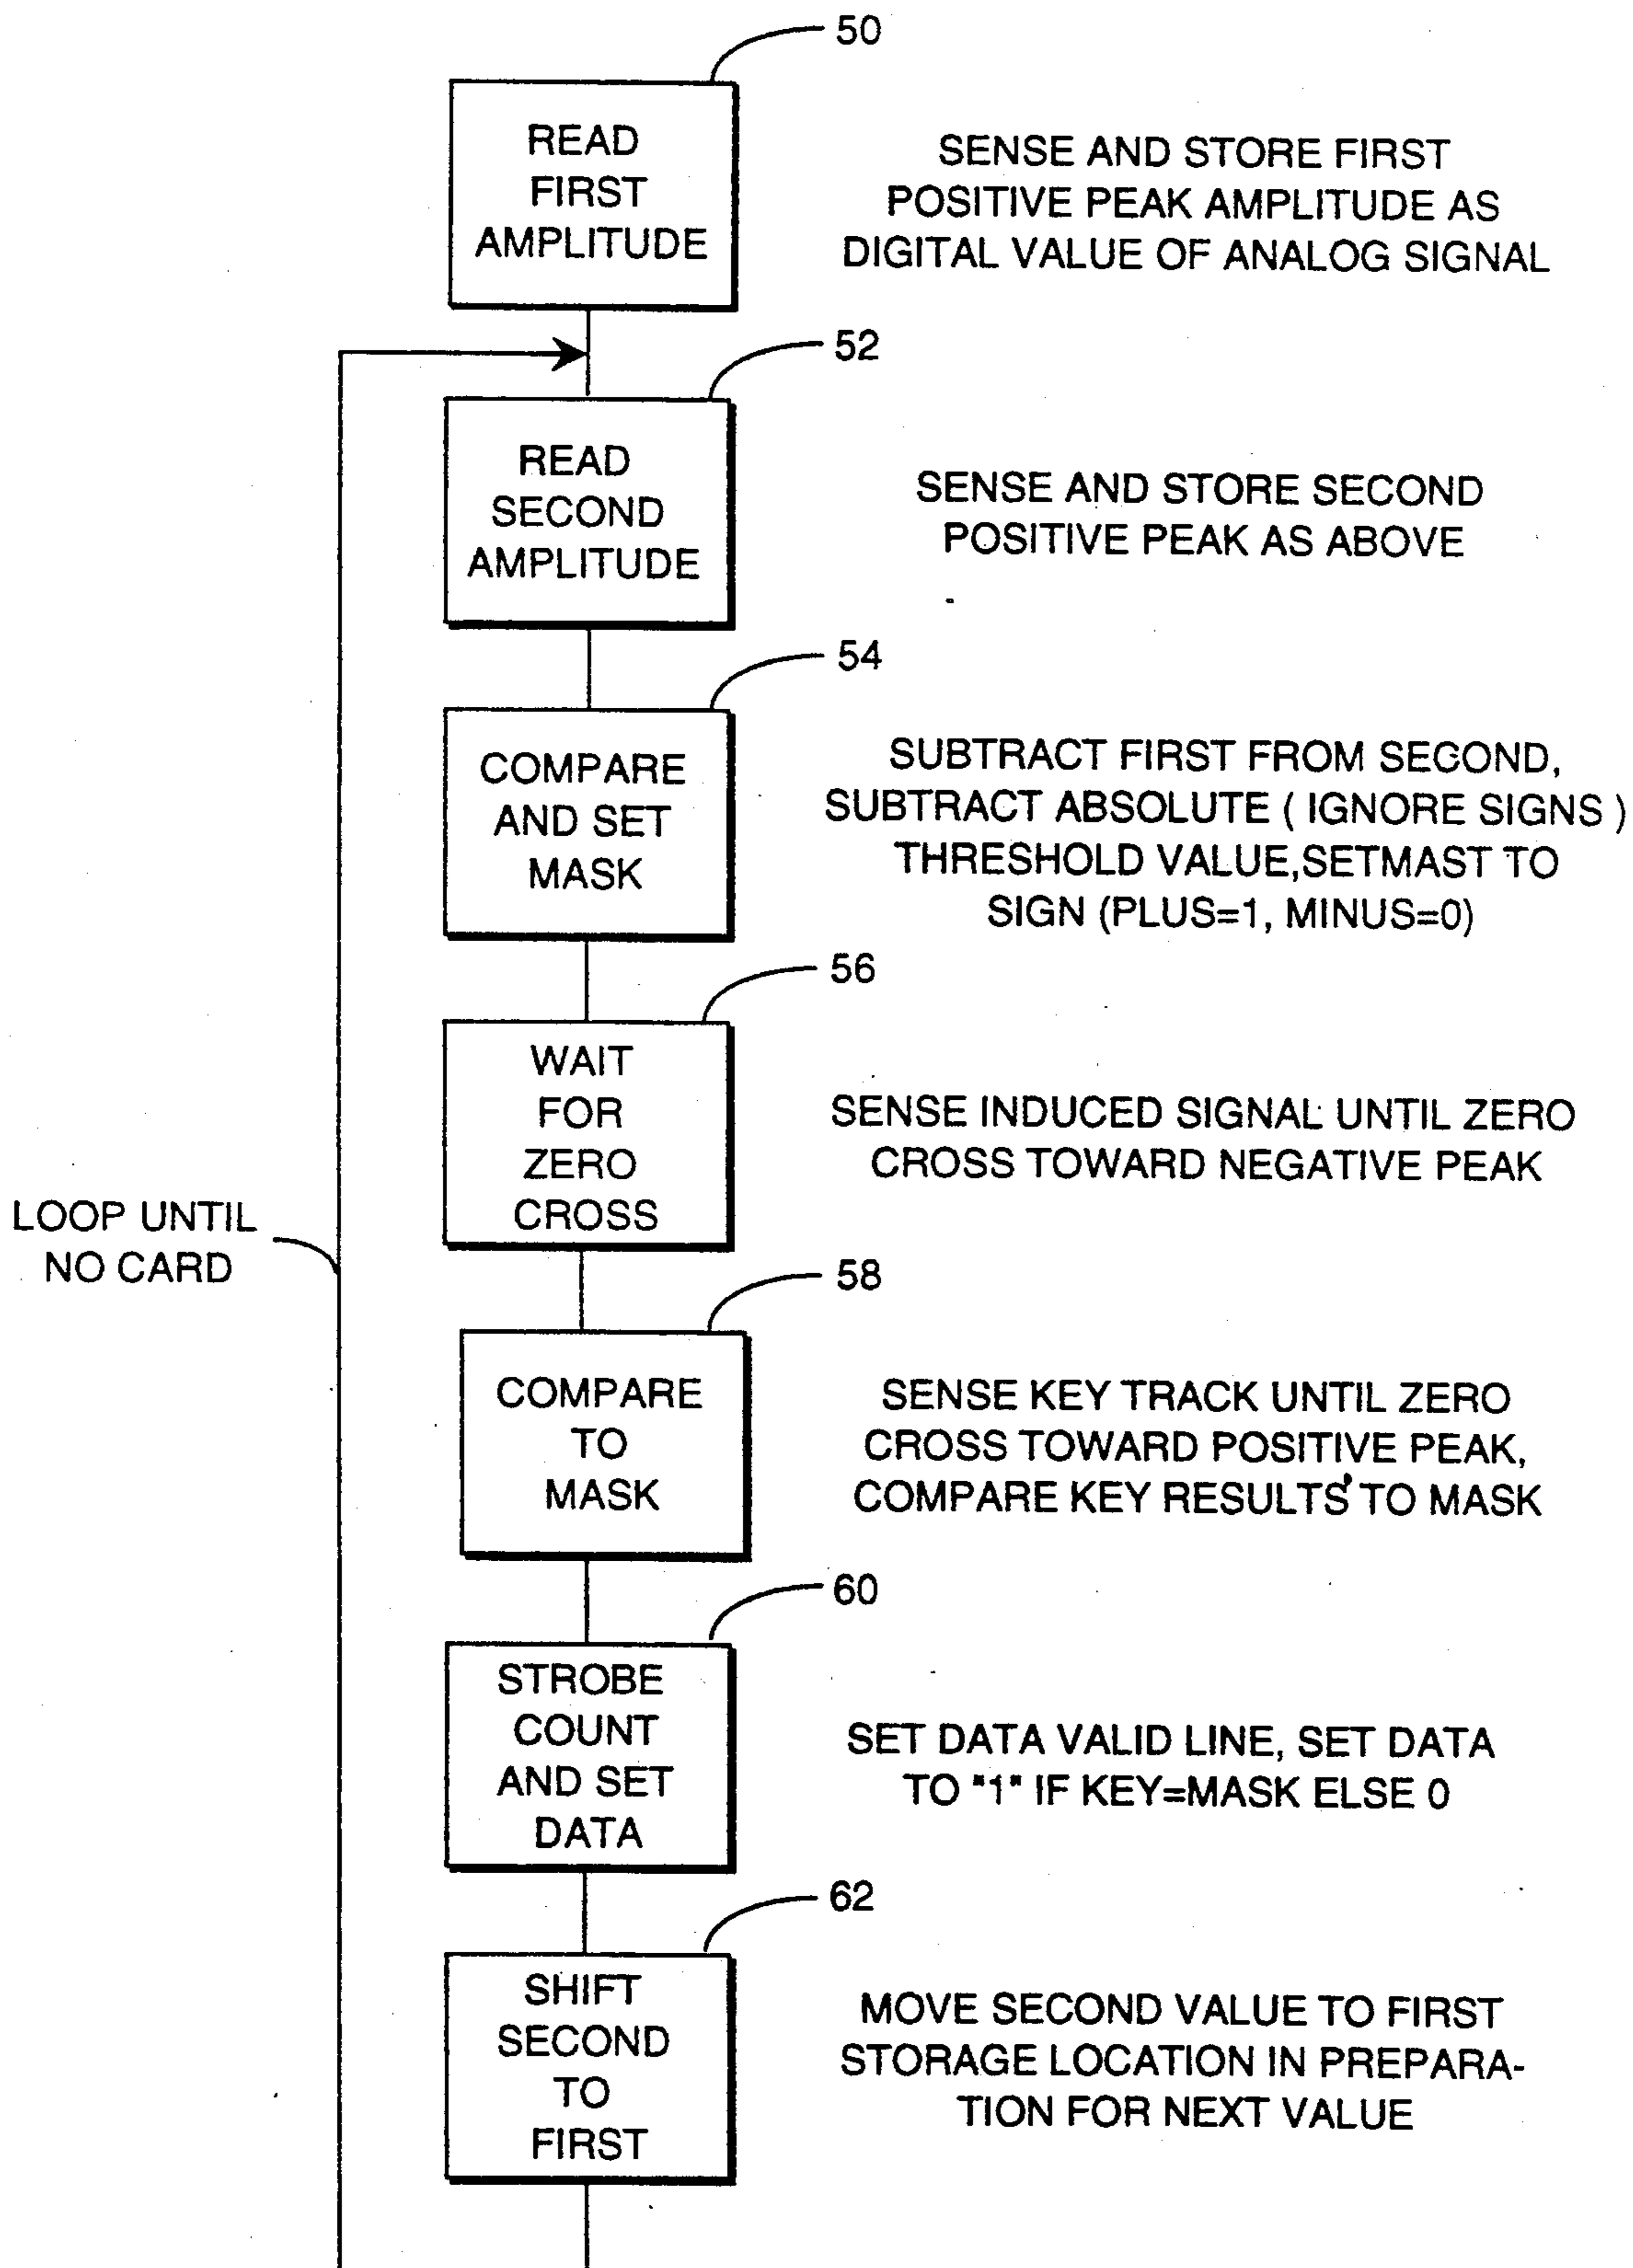 50
READ
FIRST
AMPLITUDE
SENSE AND STORE FIRST
POSITIVE PEAK AMPLITUDE AS
DIGITAL VALUE OF ANALOG SIGNAL
52
READ
SECOND
AMPLITUDE
SENSE AND STORE SECOND
POSITIVE PEAK AS ABOVE
54
COMPARE
AND SET
MASK
SUBTRACT FIRST FROM SECOND,
SUBTRACT ABSOLUTE ( IGNORE SIGNS )
THRESHOLD VALUE,SETMAST TO
SIGN (PLUS=1, MINUS=0)
56
WAIT
FOR
ZERO
CROSS
SENSE INDUCED SIGNAL UNTIL ZERO
CROSS TOWARD NEGATIVE PEAK
LOOP UNTIL
NO CARD
58
COMPARE
TO
MASK
SENSE KEY TRACK UNTIL ZERO
CROSS TOWARD POSITIVE PEAK,
COMPARE KEY RESULTS TO MASK
60
STROBE
COUNT
AND SET
DATA
SET DATA VALID LINE, SET DATA
TO "1" IF KEY=MASK ELSE 0
62
SHIFT
SECOND
TO
FIRST
MOVE SECOND VALUE TO FIRST
STORAGE LOCATION IN PREPARA-
TION FOR NEXT VALUE